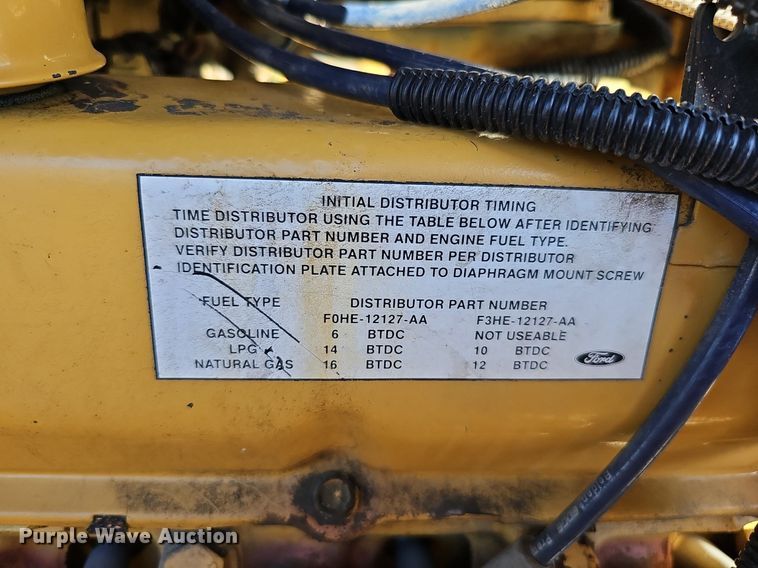 INITIAL DISTRIBUTOR TIMING
TIME DISTRIBUTOR USING THE TABLE BELOW AFTER IDENTIFYING
DISTRIBUTOR PART NUMBER AND ENGINE FUEL TYPE.
VERIFY DISTRIBUTOR PART NUMBER PER DISTRIBUTOR
IDENTIFICATION PLATE ATTACHED TO DIAPHRAGM MOUNT SCREW
FUEL TYPE DISTRIBUTOR PART NUMBER
F0HE-12127-AA F3HE-12127-AA
GASOLINE 6 BTDC NOT USEABLE
LPG 14 BTDC 10 BTDC
NATURAL GAS 16 BTDC 12 BTDC
Ford
Purple Wave Auction